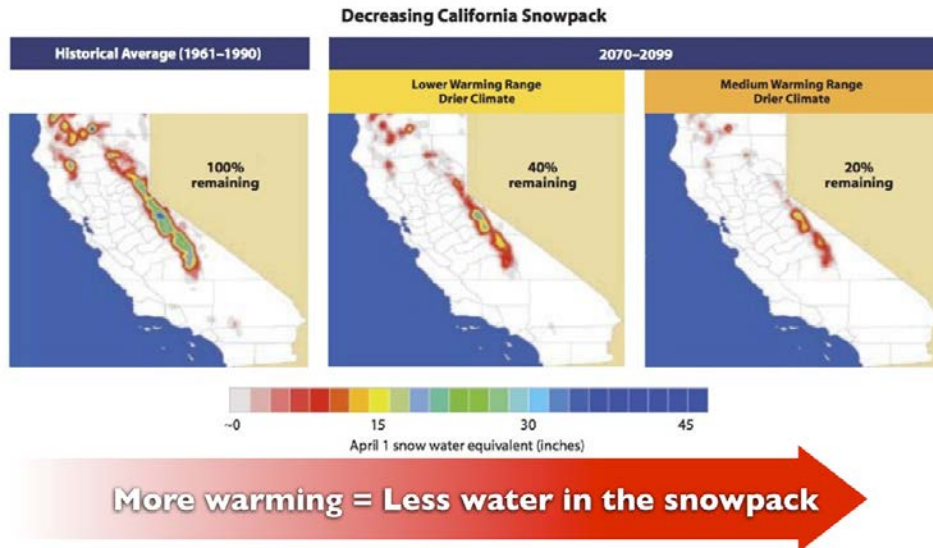 Decreasing California Snowpack
Historical Average (1961–1990)
2070–2099
Lower Warming Range
Drier Climate
Medium Warming Range
Drier Climate
100%
remaining
40%
remaining
20%
remaining
~0
15
30
45
April 1 snow water equivalent (inches)
More warming = Less water in the snowpack